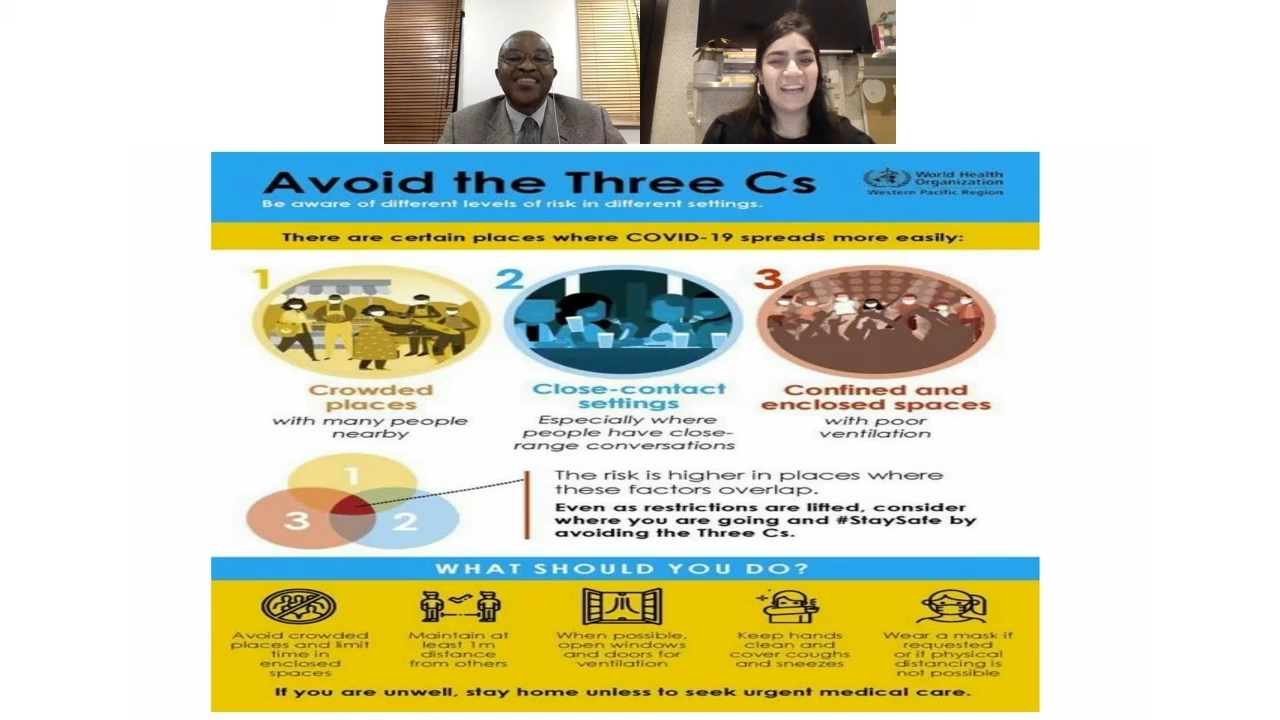 Avoid the Three Cs
Be aware of different levels of risk in different settings.
World Health
Organization
Western Pacific Region
There are certain places where COVID-19 spreads more easily:
1
2
3
Crowded
places
with many people
nearby
Close-contact
settings
Especially where
people have close-
range conversations
Confined and
enclosed spaces
with poor
ventilation
1
3
2
The risk is higher in places where
these factors overlap.
Even as restrictions are lifted, consider
where you are going and #StaySafe by
avoiding the Three Cs.
WHAT SHOULD YOU DO?
Avoid crowded
places and limit
time in
enclosed
spaces
Maintain at
least 1m
distance
from others
When possible,
open windows
and doors for
ventilation
Keep hands
clean and
cover coughs
and sneezes
Wear a mask if
requested
or if physical
distancing is
not possible
If you are unwell, stay home unless to seek urgent medical care.